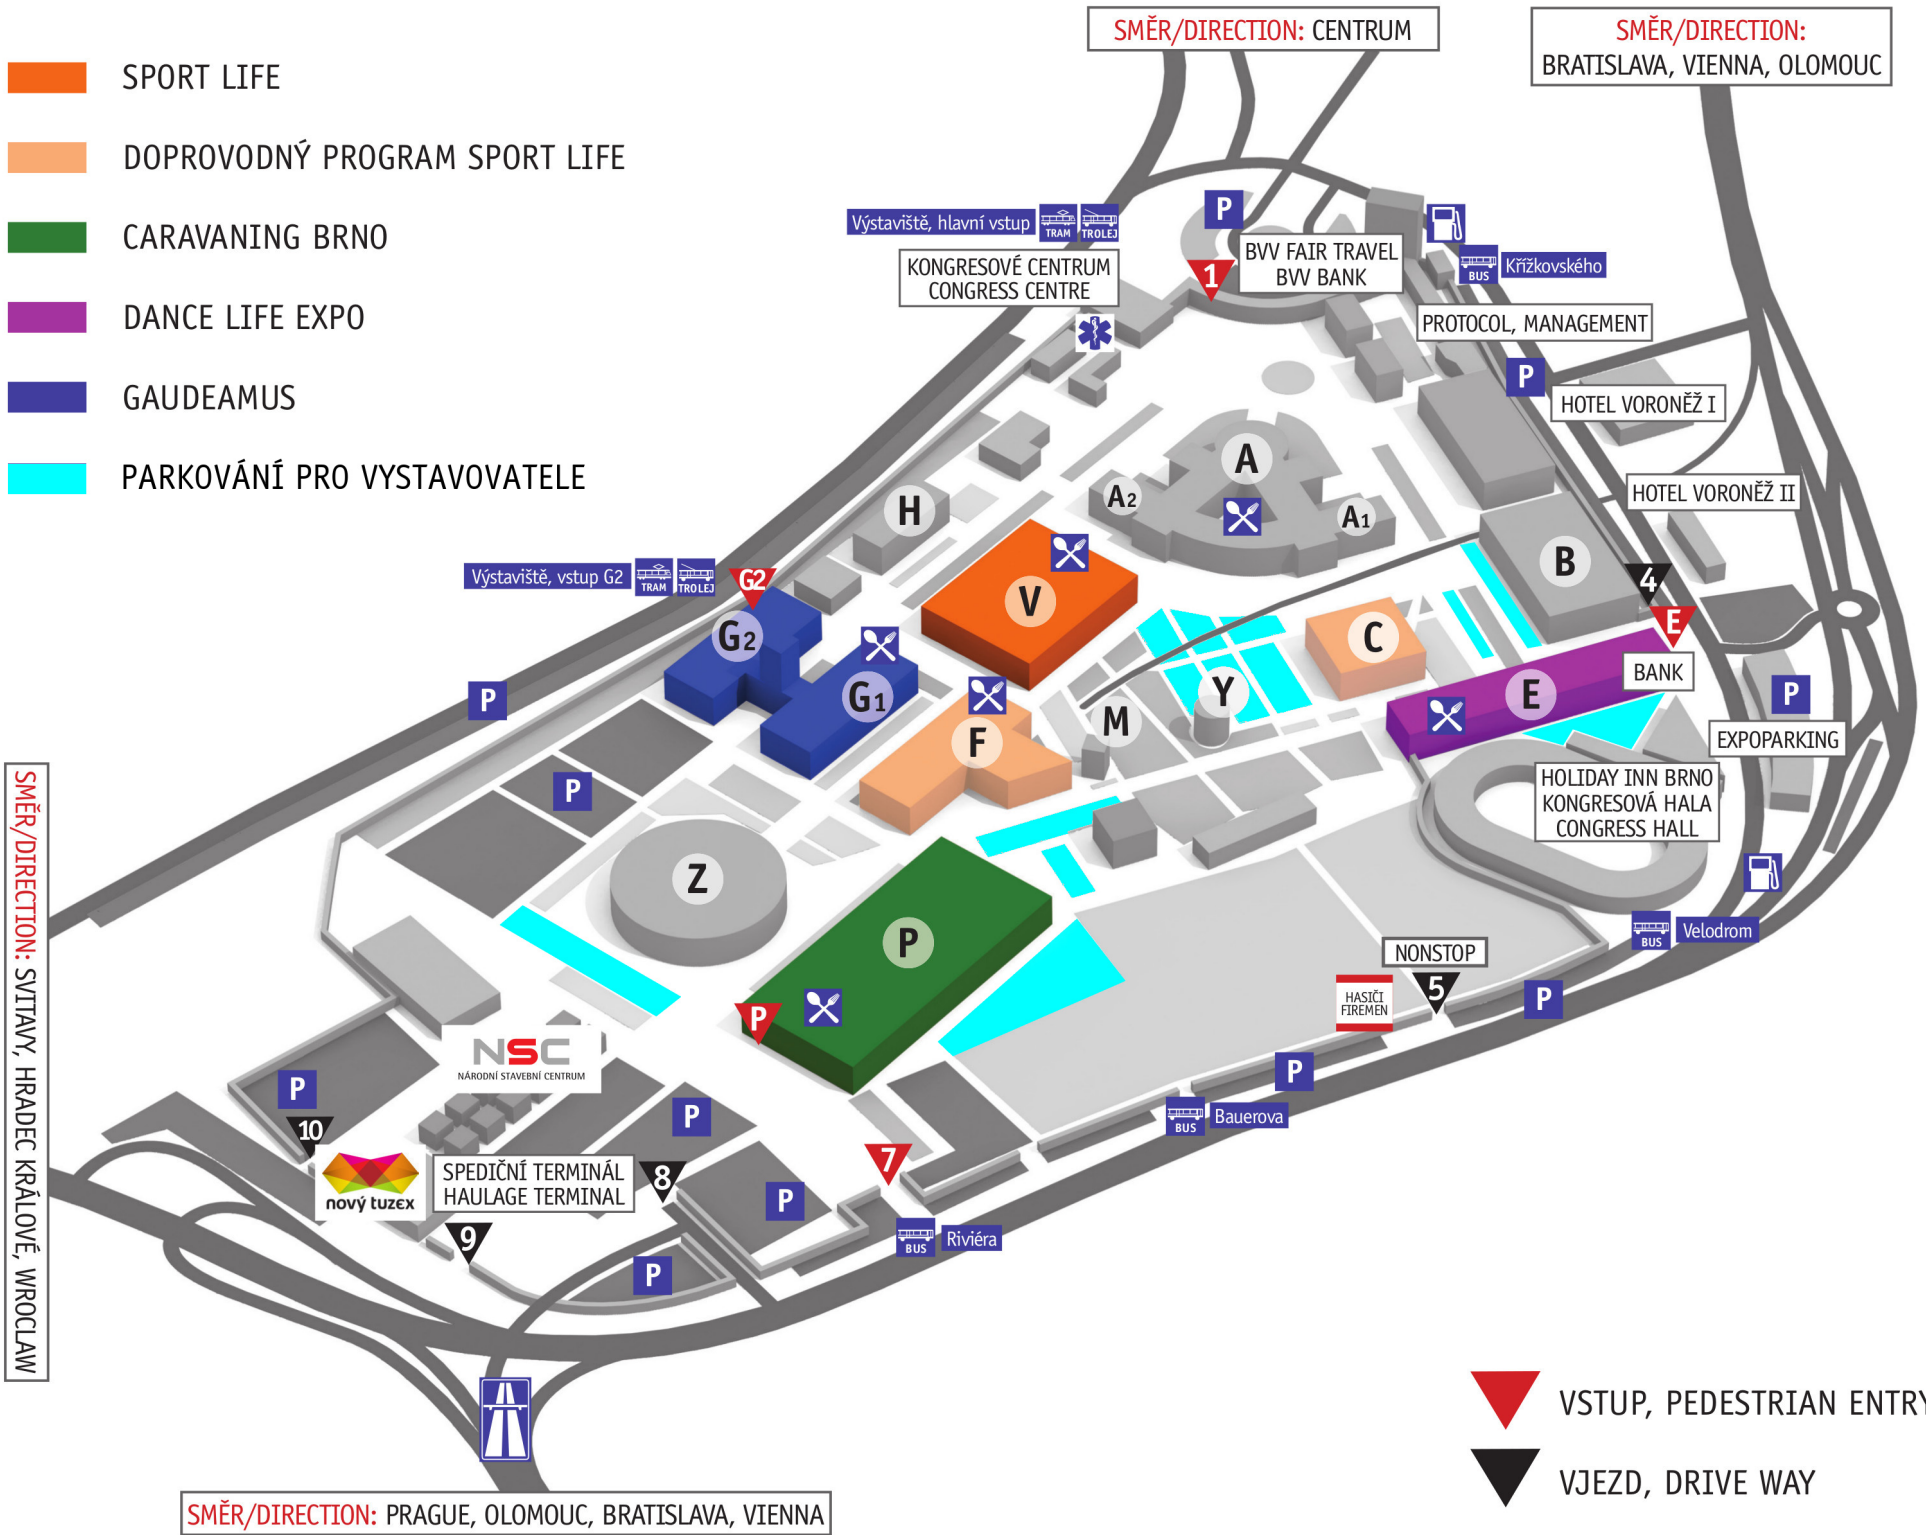 SMĚR/DIRECTION: CENTRUM
SMĚR/DIRECTION:
BRATISLAVA, VIENNA, OLOMOUC
SPORT LIFE
DOPROVODNÝ PROGRAM SPORT LIFE
CARAVANING BRNO
DANCE LIFE EXPO
GAUDEAMUS
PARKOVÁNÍ PRO VYSTAVOVATELE
P
Výstaviště, hlavní vstup
TRAM
TROLEJ
KONGRESOVÉ CENTRUM
CONGRESS CENTRE
1
BVV FAIR TRAVEL
BVV BANK
BUS
Křížkovského
PROTOCOL, MANAGEMENT
P
HOTEL VORONĚŽ I
HOTEL VORONĚŽ II
A
A2
A1
H
B
4
E
V
Výstaviště, vstup G2
TRAM
TROLEJ
G2
G2
G1
C
Y
M
F
E
BANK
P
EXPOPARKING
P
P
HOLIDAY INN BRNO
KONGRESOVÁ HALA
CONGRESS HALL
Z
P
P
BUS
Velodrom
NONSTOP
5
HASIČI
FIREMEN
P
P
BUS
Bauerova
NSC
NÁRODNÍ STAVEBNÍ CENTRUM
P
10
P
nový tuzex
SPEDIČNÍ TERMINÁL
HAULAGE TERMINAL
8
7
P
9
P
BUS
Riviéra
SMĚR/DIRECTION: SVITAVY, HRADEC KRÁLOVÉ, WROCLAW
SMĚR/DIRECTION: PRAGUE, OLOMOUC, BRATISLAVA, VIENNA
VSTUP, PEDESTRIAN ENTRY
VJEZD, DRIVE WAY